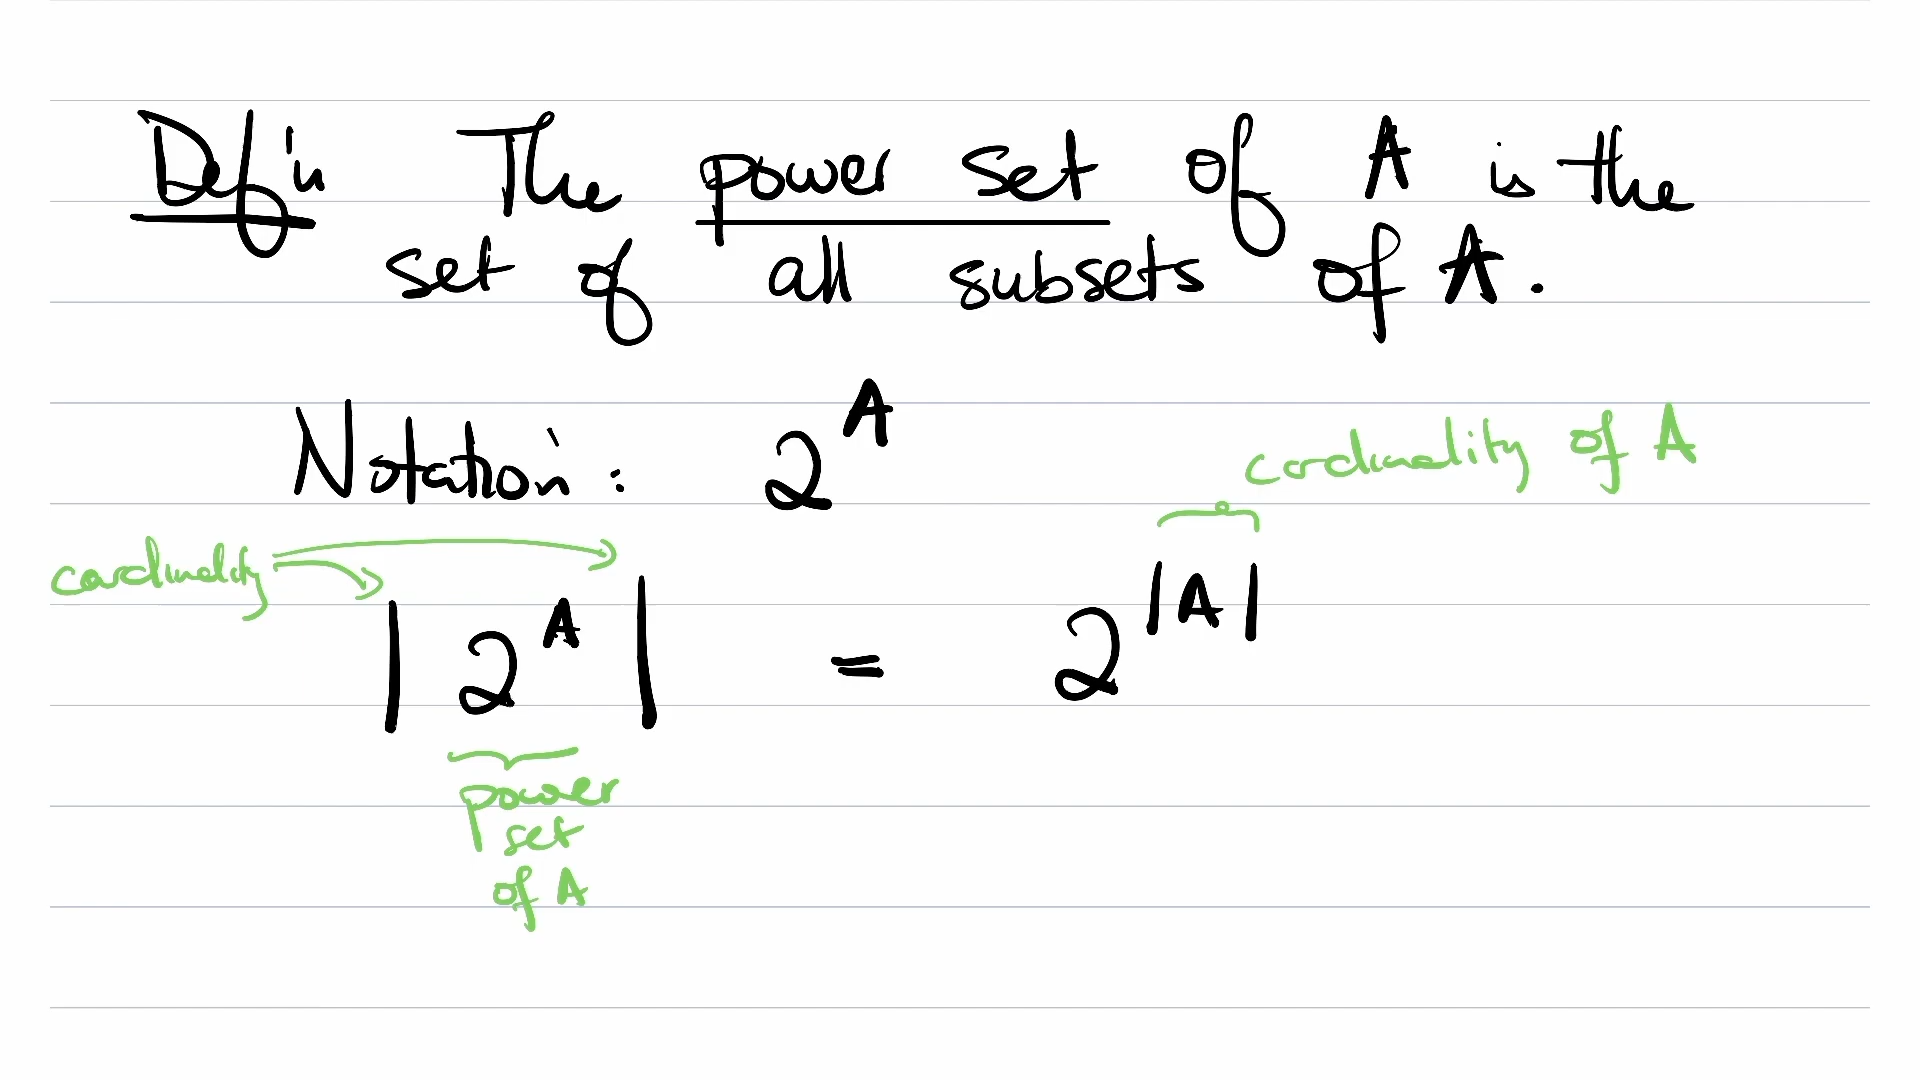 Def'n The power set of A is the
set of all subsets of A.
Notation: 2^A
cardinality of A
cardinality
|2^A| = 2^|A|
power
set
of A